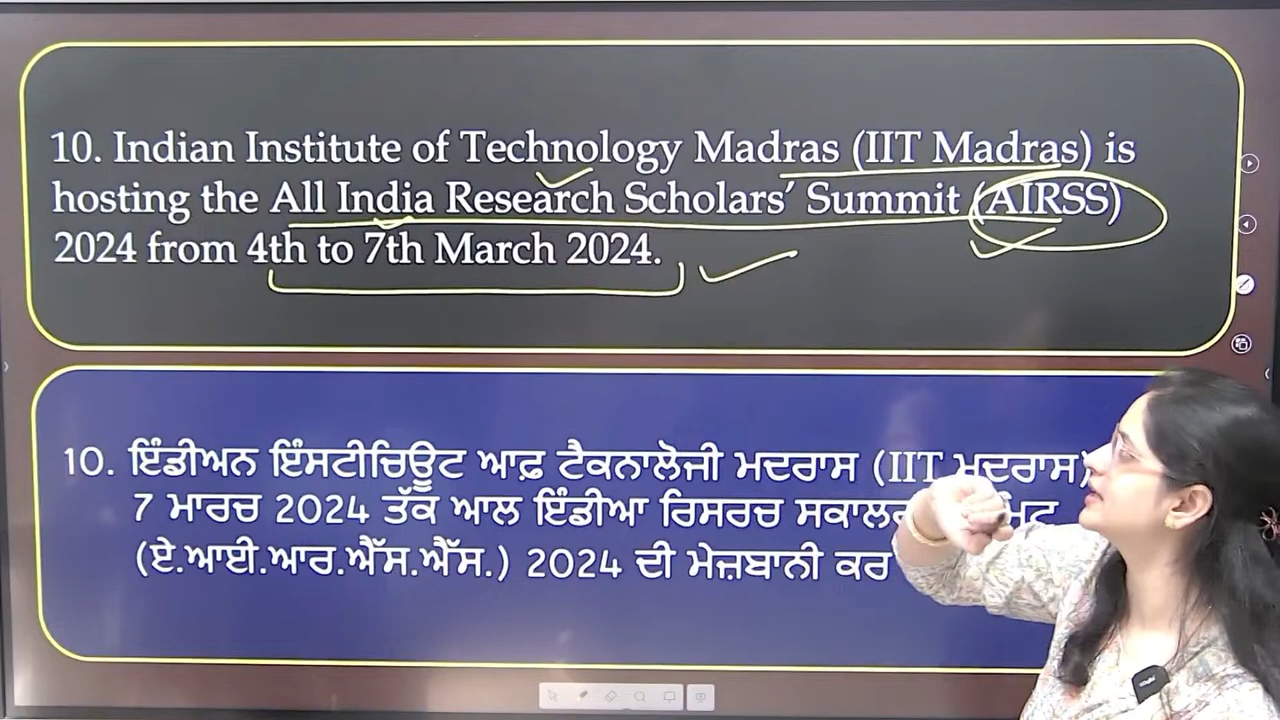 10. Indian Institute of Technology Madras (IIT Madras) is
hosting the All India Research Scholars' Summit (AIRSS)
2024 from 4th to 7th March 2024.
10. ਇੰਡੀਅਨ ਇੰਸਟੀਚਿਊਟ ਆਫ਼ ਟੈਕਨਾਲੋਜੀ ਮਦਰਾਸ (IIT ਮਦਰਾਸ)
7 ਮਾਰਚ 2024 ਤੱਕ ਆਲ ਇੰਡੀਆ ਰਿਸਰਚ
(ਏ.ਆਈ.ਆਰ.ਐੱਸ.ਐੱਸ.) 2024 ਦੀ ਮੇਜ਼ਬਾਨੀ ਕਰ